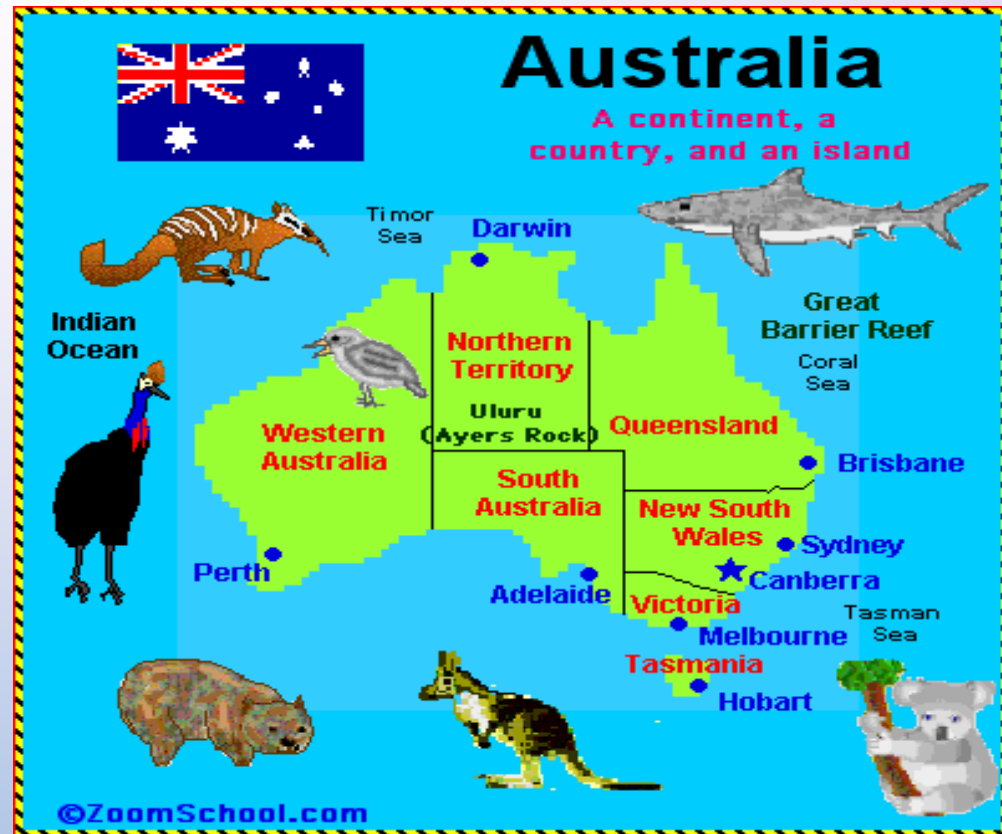 Australia
A continent, a
country, and an island
Timor
Sea
Darwin
Indian
Ocean
Great
Barrier Reef
Coral
Sea
Northern
Territory
Uluru
(Ayers Rock)
Western
Australia
Queensland
South
Australia
Brisbane
New South
Wales
Sydney
Perth
Adelaide
Canberra
Victoria
Tasman
Sea
Melbourne
Tasmania
Hobart
©ZoomSchool.com